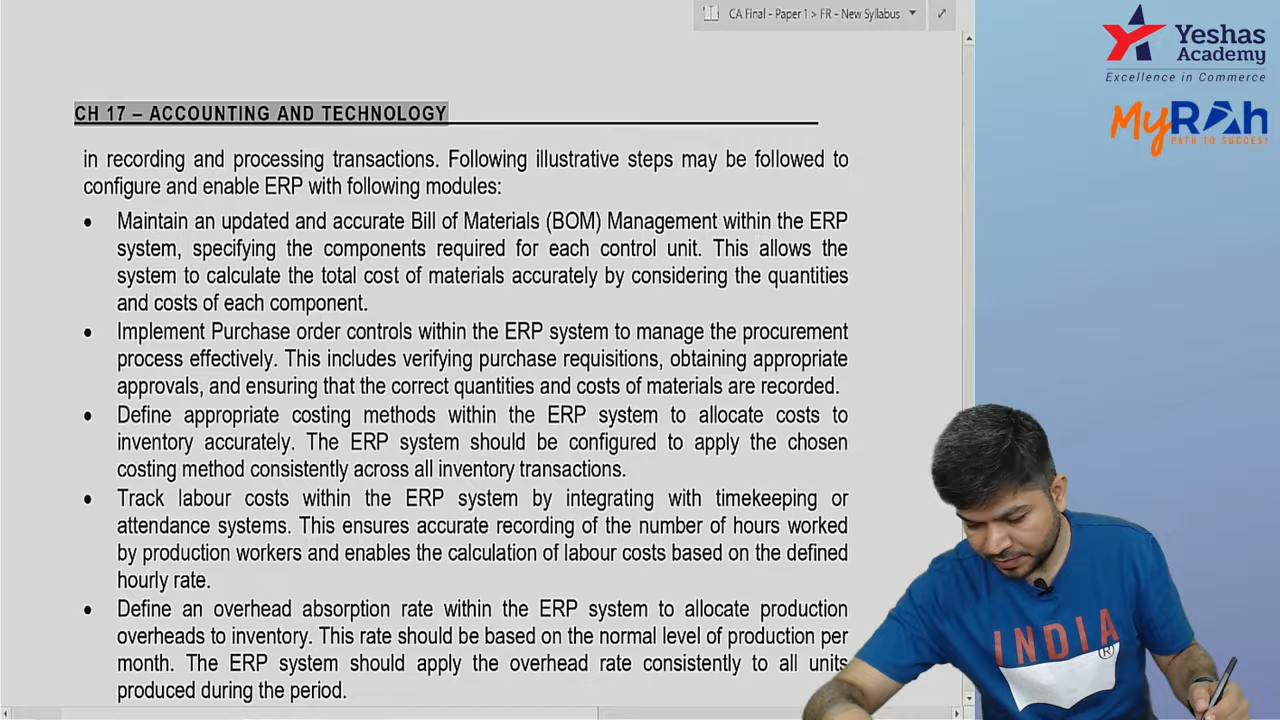 CA Final - Paper 1 > FR - New Syllabus
Yeshas
Academy
Excellence in Commerce
MyRAh
PATH TO SUCCESS
CH 17 – ACCOUNTING AND TECHNOLOGY
in recording and processing transactions. Following illustrative steps may be followed to
configure and enable ERP with following modules:
• Maintain an updated and accurate Bill of Materials (BOM) Management within the ERP
system, specifying the components required for each control unit. This allows the
system to calculate the total cost of materials accurately by considering the quantities
and costs of each component.
• Implement Purchase order controls within the ERP system to manage the procurement
process effectively. This includes verifying purchase requisitions, obtaining appropriate
approvals, and ensuring that the correct quantities and costs of materials are recorded.
• Define appropriate costing methods within the ERP system to allocate costs to
inventory accurately. The ERP system should be configured to apply the chosen
costing method consistently across all inventory transactions.
• Track labour costs within the ERP system by integrating with timekeeping or
attendance systems. This ensures accurate recording of the number of hours worked
by production workers and enables the calculation of labour costs based on the defined
hourly rate.
• Define an overhead absorption rate within the ERP system to allocate production
overheads to inventory. This rate should be based on the normal level of production per
month. The ERP system should apply the overhead rate consistently to all units
produced during the period.
INDIA
®